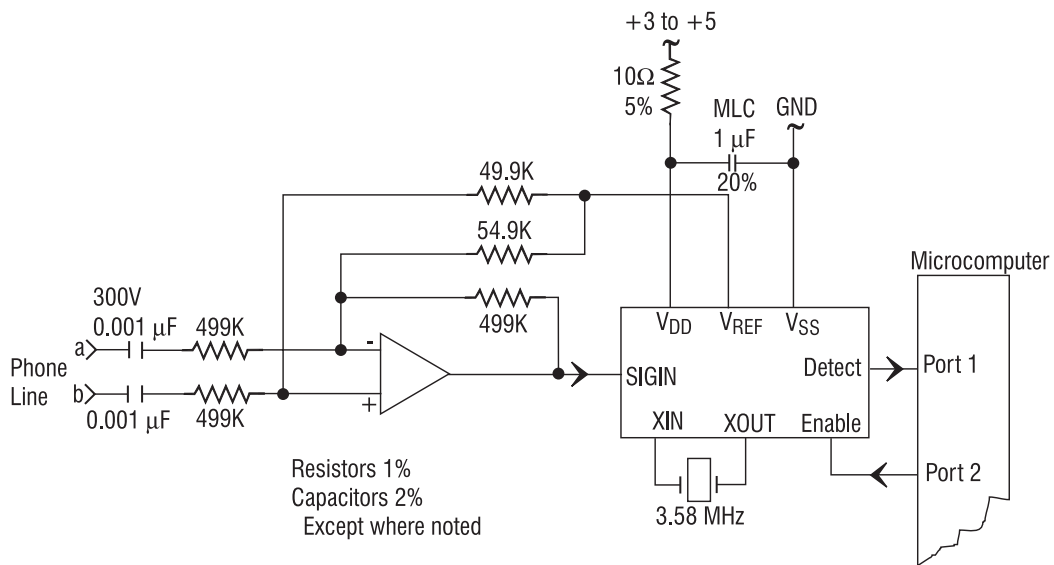 +3 to +5
10Ω
5%
MLC
1 μF
20%
GND
49.9K
54.9K
499K
Microcomputer
300V
0.001 μF
499K
a
Phone
Line
b
0.001 μF
499K
-
+
VDD
VREF
VSS
SIGIN
Detect
Port 1
XIN
XOUT
Enable
Port 2
3.58 MHz
Resistors 1%
Capacitors 2%
Except where noted